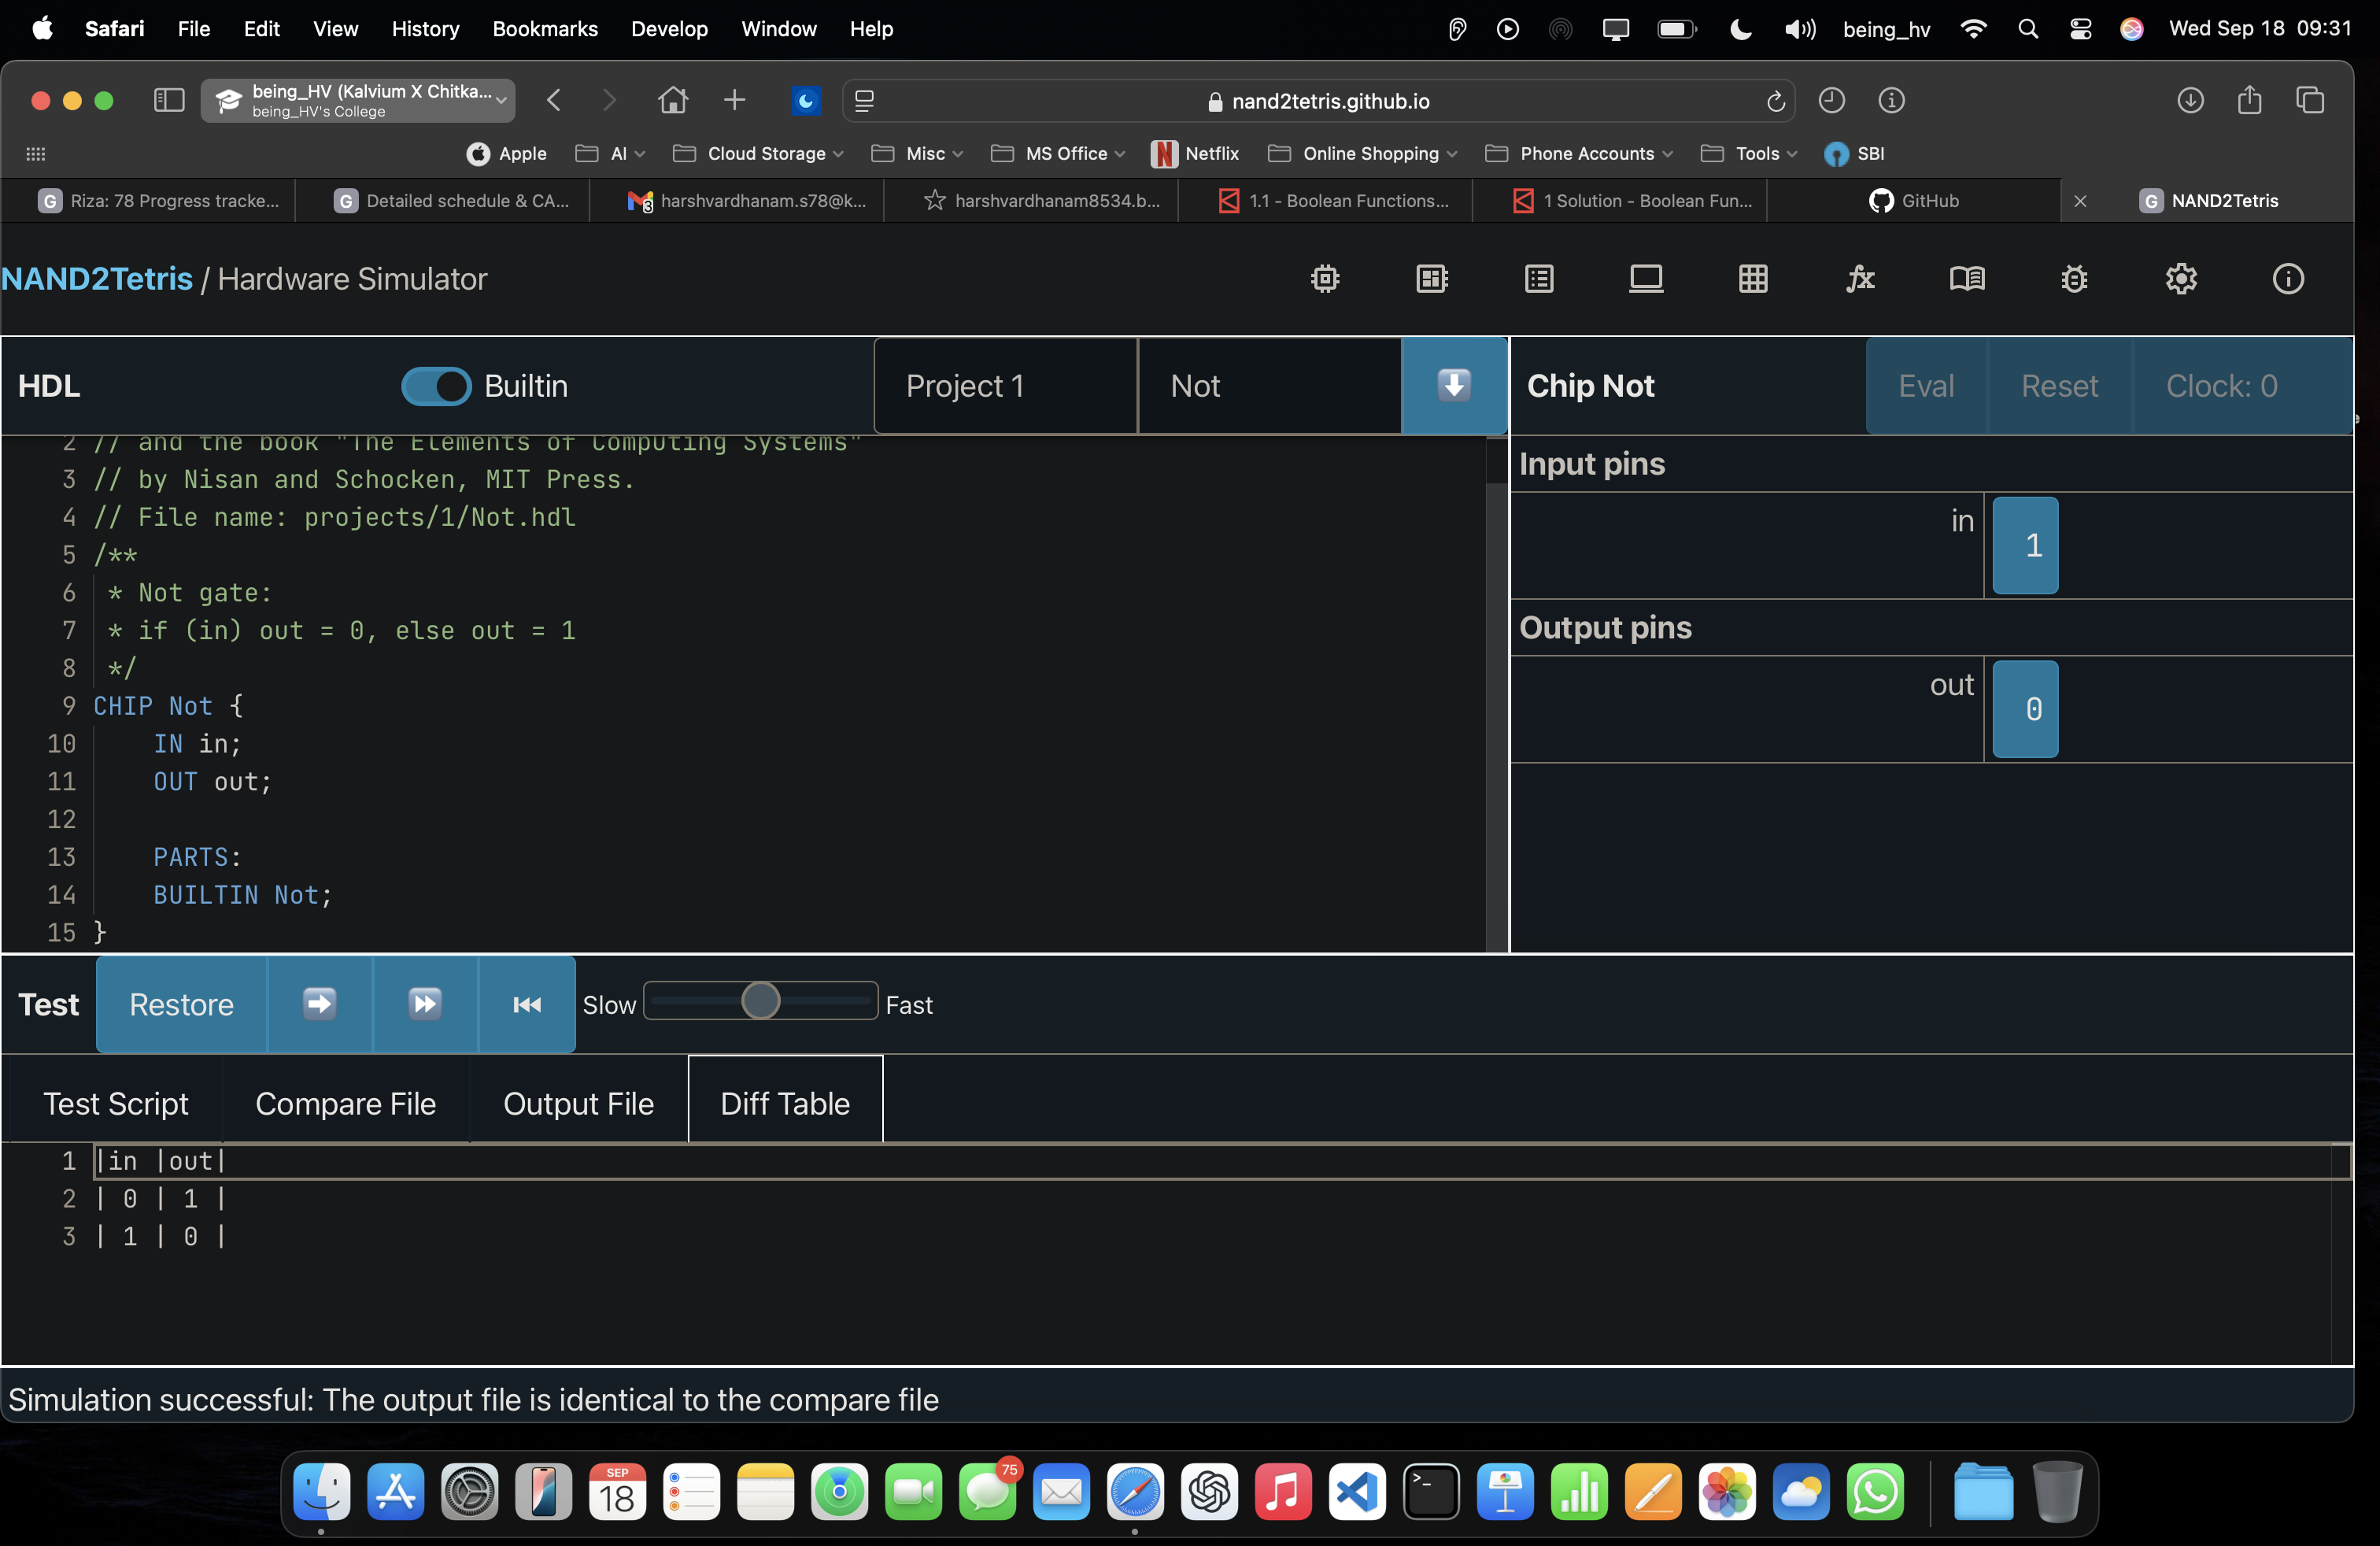 Safari File Edit View History Bookmarks Develop Window Help being_hv Wed Sep 18 09:31
being_HV (Kalvium X Chitka...
being_HV's College
nand2tetris.github.io
Apple AI Cloud Storage Misc MS Office Netflix Online Shopping Phone Accounts Tools SBI
G Riza: 78 Progress tracke... G Detailed schedule & CA... 3 harshvardhanam.s78@k... harshvardhanam8534.b... 1.1 - Boolean Functions... 1 Solution - Boolean Fun... GitHub G NAND2Tetris
NAND2Tetris / Hardware Simulator
HDL Builtin Project 1 Not
2 // and the book "The Elements of Computing Systems"
3 // by Nisan and Schocken, MIT Press.
4 // File name: projects/1/Not.hdl
5 /**
6 * Not gate:
7 * if (in) out = 0, else out = 1
8 */
9 CHIP Not {
10 IN in;
11 OUT out;
12
13 PARTS:
14 BUILTIN Not;
15 }
Chip Not Eval Reset Clock: 0
Input pins
in 1
Output pins
out 0
Test Restore Slow Fast
Test Script Compare File Output File Diff Table
1 |in |out|
2 | 0 | 1 |
3 | 1 | 0 |
Simulation successful: The output file is identical to the compare file
SEP
18
75